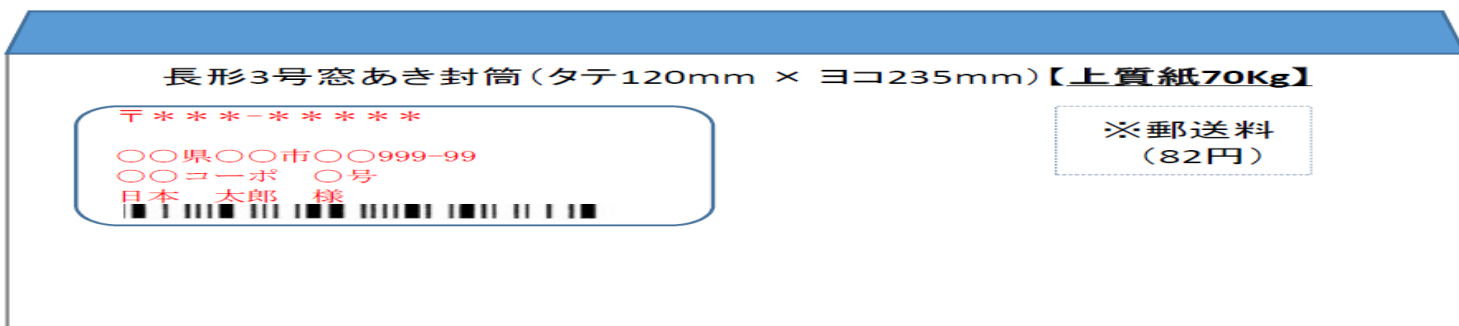 長形3号窓あき封筒(タテ120mm × ヨコ235mm)【上質紙70Kg】
〒***-*****
○○県○○市○○999-99
○○コーポ ○号
日本 太郎 様
※郵送料
(82円)